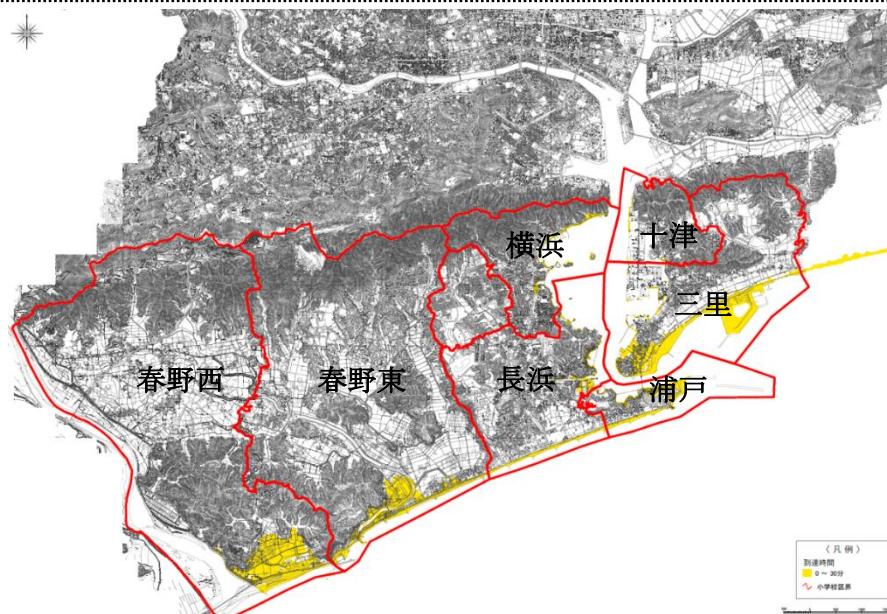 横浜
十津
三里
春野西
春野東
長浜
浦戸
〈凡例〉
到達時間
0 ～ 30分
小学校区界